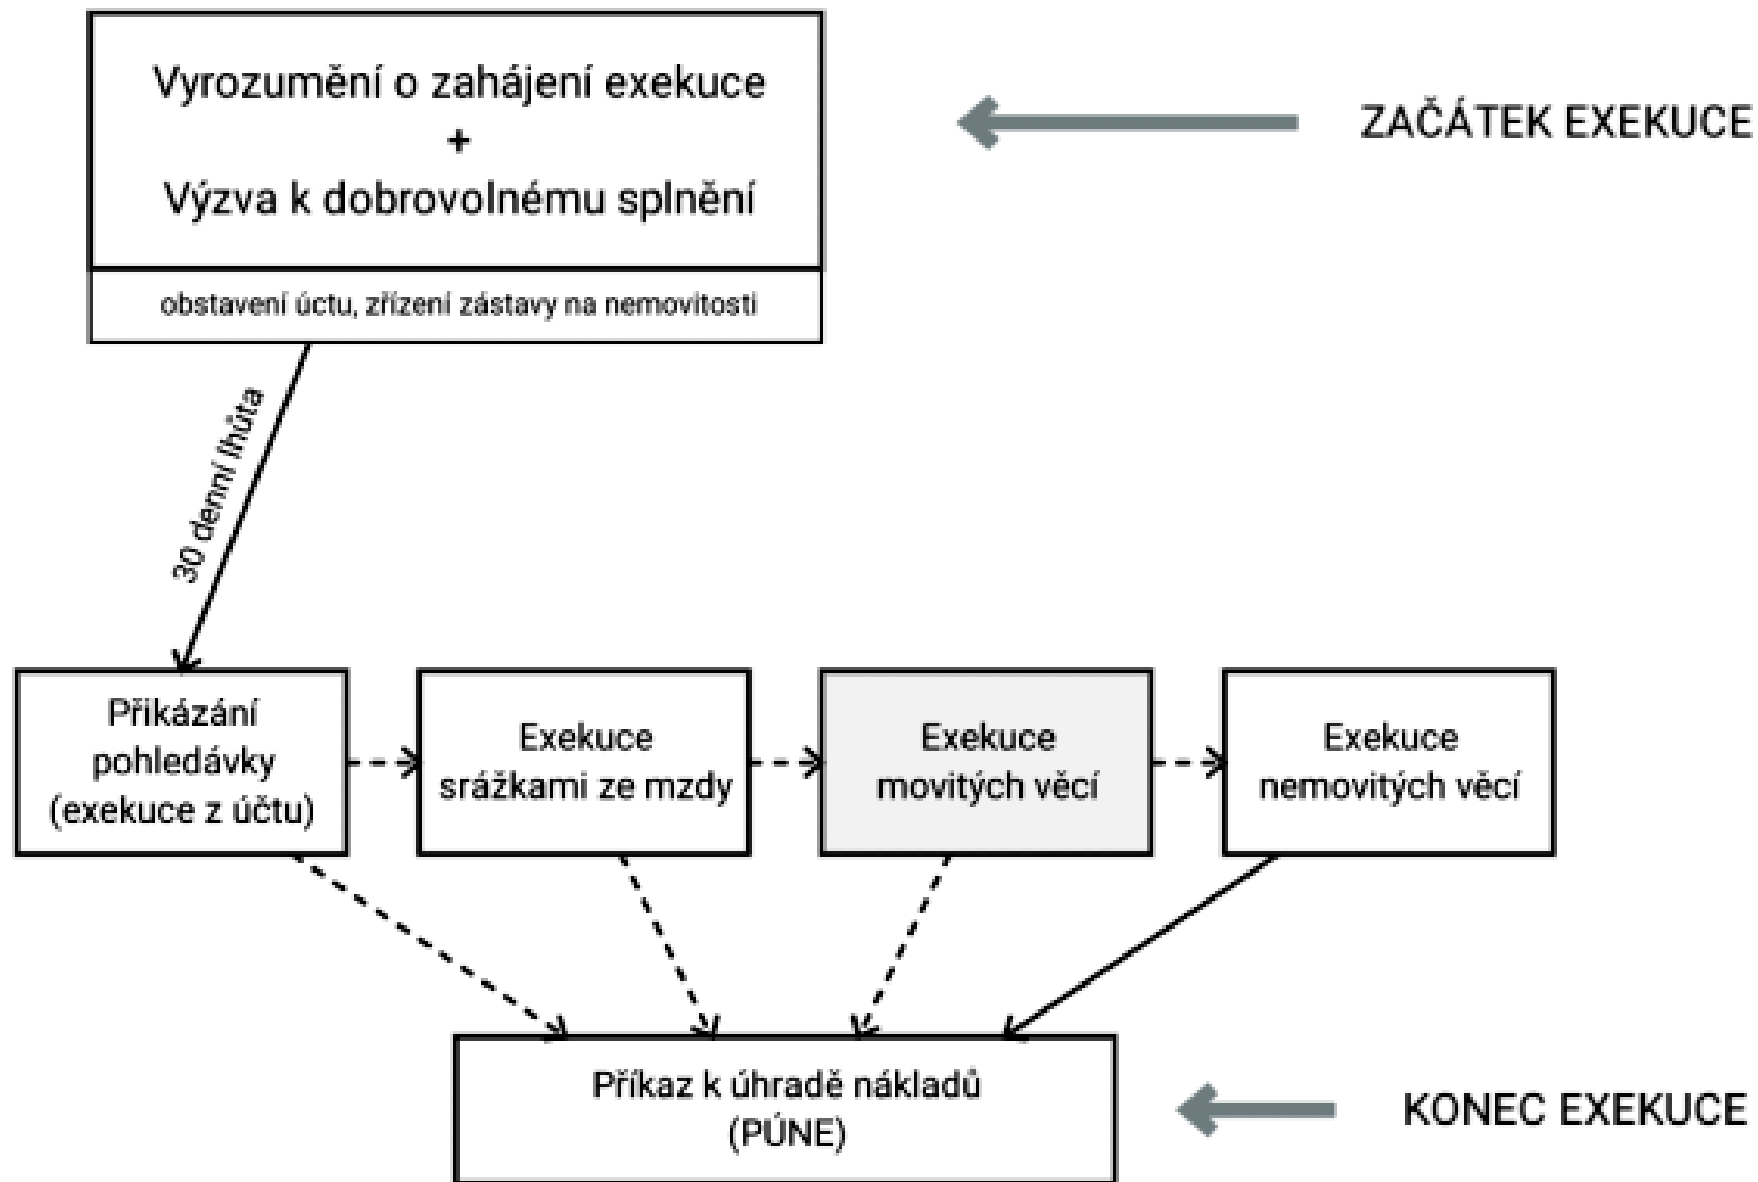 Vyrozumění o zahájení exekuce
+
Výzva k dobrovolnému splnění
ZAČÁTEK EXEKUCE
obstavení úctu, zřízení zástavy na nemovitosti
30 denní lhůta
Přikázání
pohledávky
(exekuce z účtu)
Exekuce
srážkami ze mzdy
Exekuce
movitých věcí
Exekuce
nemovitých věcí
Příkaz k úhradě nákladů
(PÚNE)
KONEC EXEKUCE